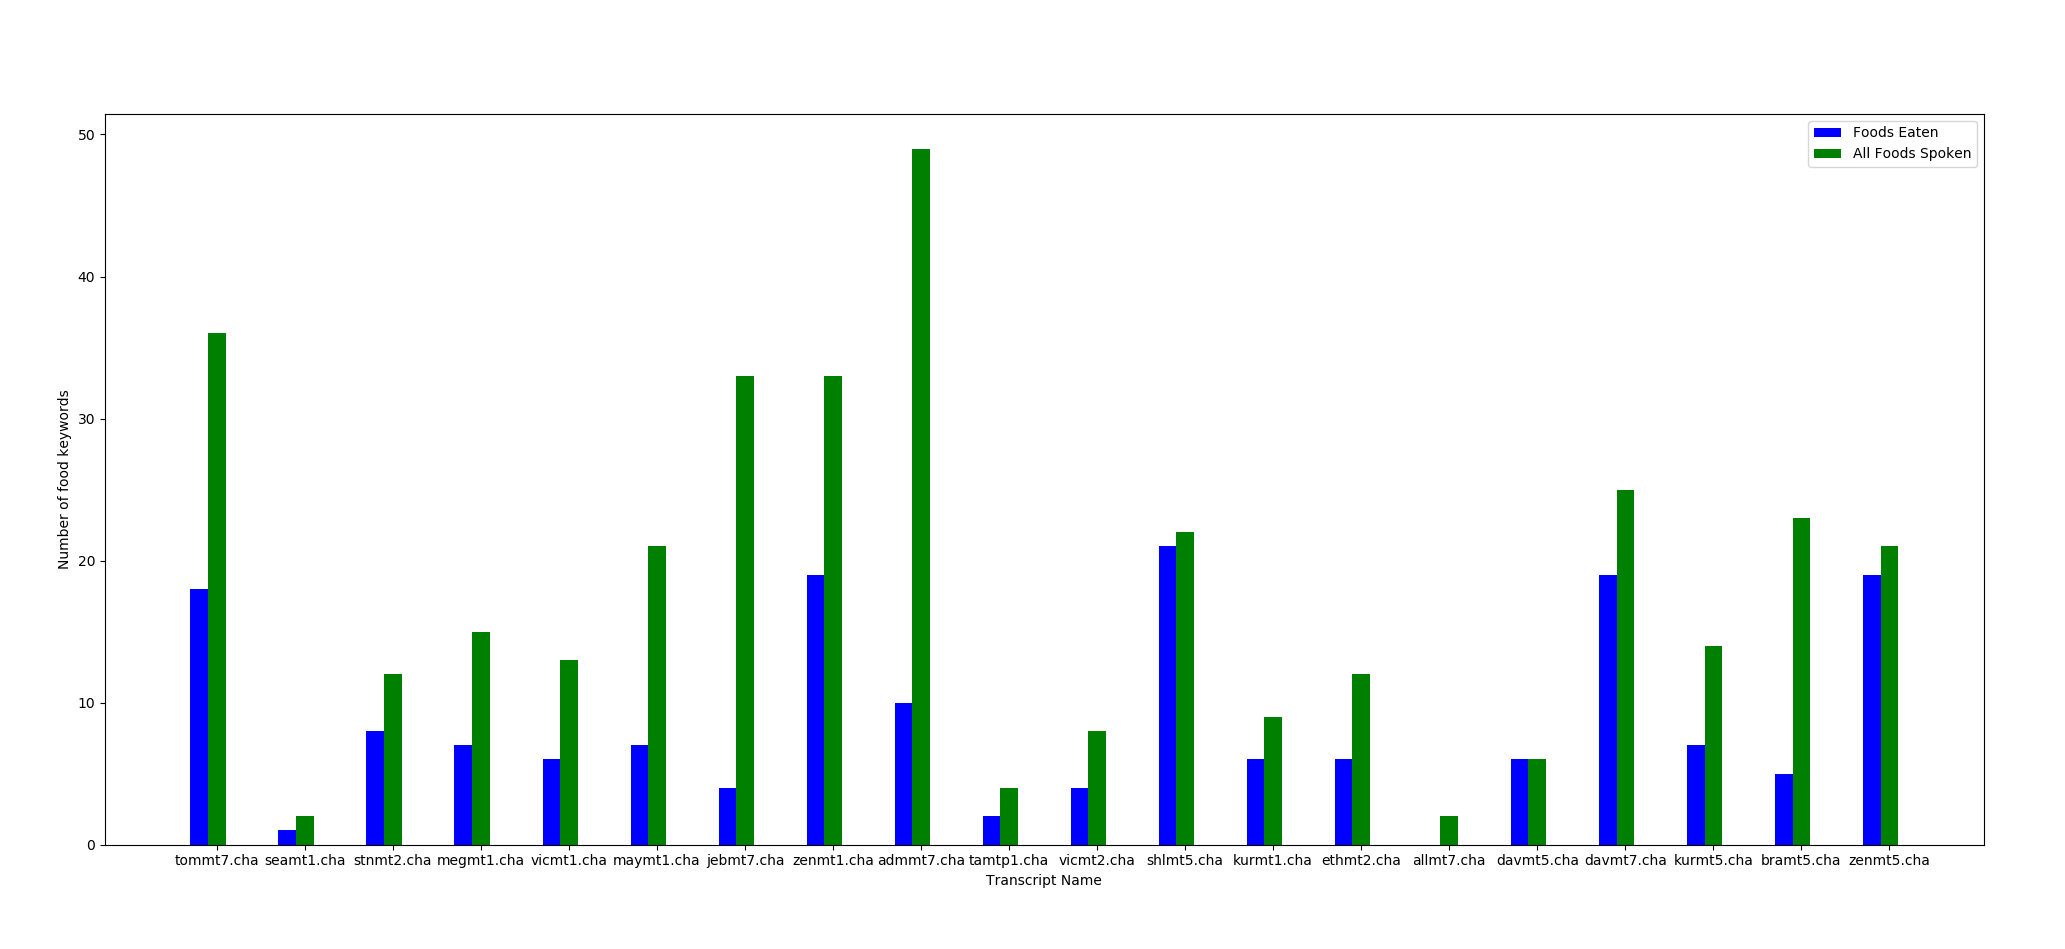 50
40
30
20
10
0
Number of food keywords
Foods Eaten
All Foods Spoken
tommt7.cha seamt1.cha stnmt2.cha megmt1.cha vicmt1.cha maymt1.cha jebmt7.cha zenmt1.cha admmt7.cha tamtp1.cha vicmt2.cha shlmt5.cha kurmt1.cha ethmt2.cha allmt7.cha davmt5.cha davmt7.cha kurmt5.cha bramt5.cha zenmt5.cha
Transcript Name